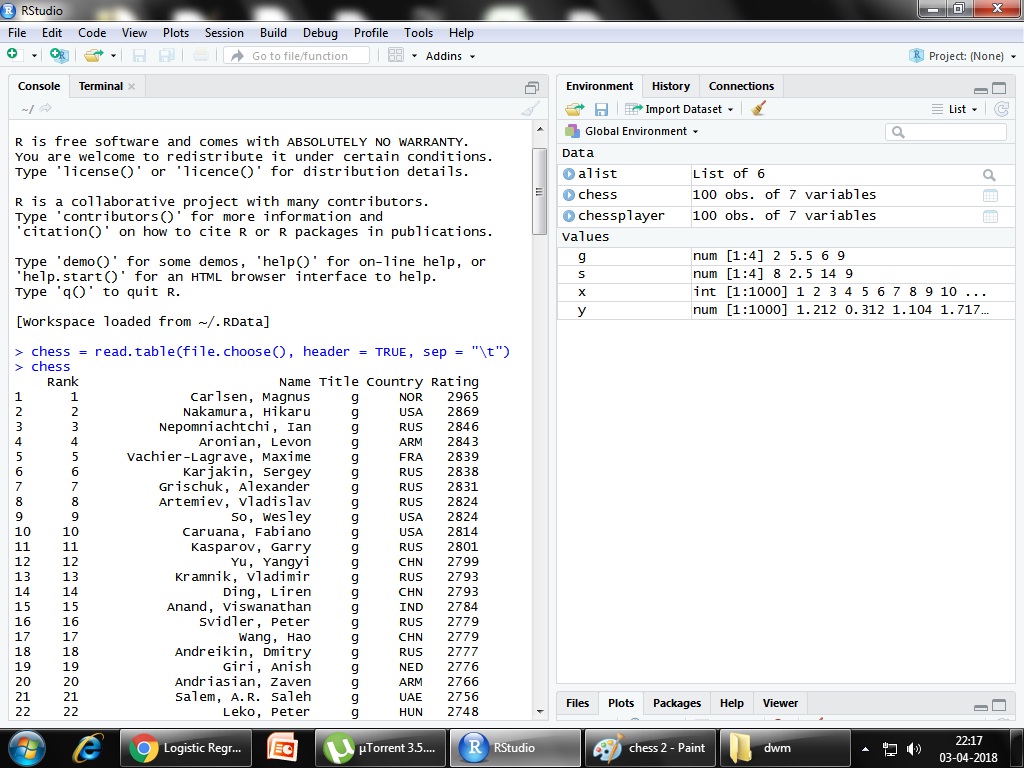 RStudio
File Edit Code View Plots Session Build Debug Profile Tools Help
Go to file/function Addins Project: (None)
Console Terminal
~/
R is free software and comes with ABSOLUTELY NO WARRANTY.
You are welcome to redistribute it under certain conditions.
Type 'license()' or 'licence()' for distribution details.
R is a collaborative project with many contributors.
Type 'contributors()' for more information and
'citation()' on how to cite R or R packages in publications.
Type 'demo()' for some demos, 'help()' for on-line help, or
'help.start()' for an HTML browser interface to help.
Type 'q()' to quit R.
[Workspace loaded from ~/.RData]
> chess = read.table(file.choose(), header = TRUE, sep = "\t")
> chess
Rank Name Title Country Rating
1 1 Carlsen, Magnus g NOR 2965
2 2 Nakamura, Hikaru g USA 2869
3 3 Nepomniachtchi, Ian g RUS 2846
4 4 Aronian, Levon g ARM 2843
5 5 Vachier-Lagrave, Maxime g FRA 2839
6 6 Karjakin, Sergey g RUS 2838
7 7 Grischuk, Alexander g RUS 2831
8 8 Artemiev, Vladislav g RUS 2824
9 9 So, Wesley g USA 2824
10 10 Caruana, Fabiano g USA 2814
11 11 Kasparov, Garry g RUS 2801
12 12 Yu, Yangyi g CHN 2799
13 13 Kramnik, Vladimir g RUS 2793
14 14 Ding, Liren g CHN 2793
15 15 Anand, Viswanathan g IND 2784
16 16 Svidler, Peter g RUS 2779
17 17 Wang, Hao g CHN 2779
18 18 Andreikin, Dmitry g RUS 2777
19 19 Giri, Anish g NED 2776
20 20 Andriasian, Zaven g ARM 2766
21 21 Salem, A.R. Saleh g UAE 2756
22 22 Leko, Peter g HUN 2748
Environment History Connections
Import Dataset List
Global Environment
Data
alist List of 6
chess 100 obs. of 7 variables
chessplayer 100 obs. of 7 variables
Values
g num [1:4] 2 5.5 6 9
s num [1:4] 8 2.5 14 9
x int [1:1000] 1 2 3 4 5 6 7 8 9 10 ...
y num [1:1000] 1.212 0.312 1.104 1.717…
Files Plots Packages Help Viewer
Logistic Regr... µTorrent 3.5.... RStudio chess 2 - Paint dwm
22:17
03-04-2018